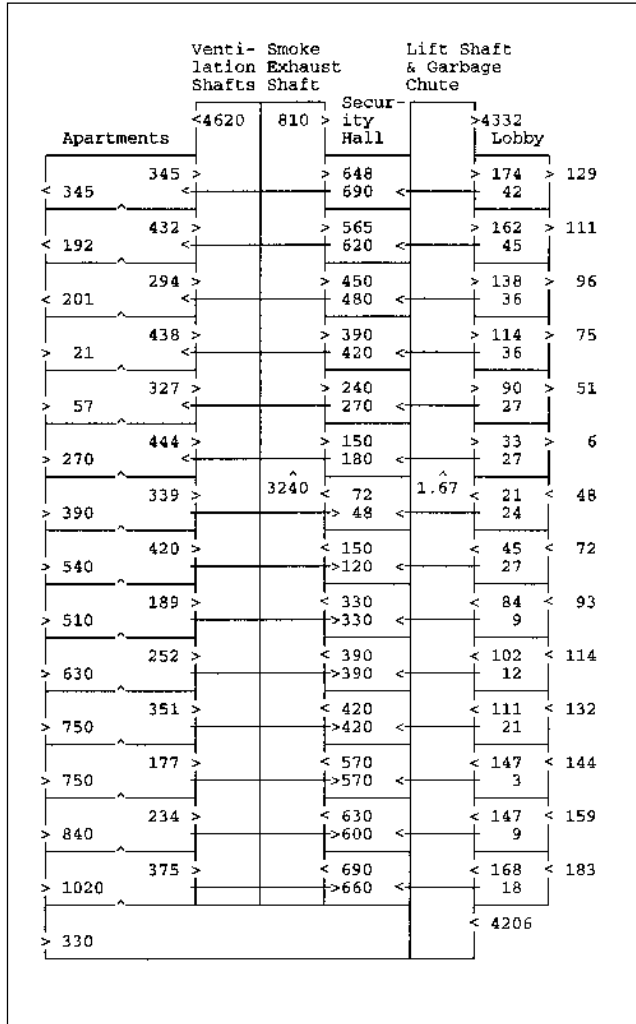 Venti- Smoke Lift Shaft
lation Exhaust & Garbage
Shafts Shaft Secur- Chute
<4620 810 > ity >4332
Apartments Hall Lobby
345 > > 648 > 174 > 129
< 345 < 690 < 42
432 > > 565 > 162 > 111
< 192 < 620 < 45
294 > > 450 > 138 > 96
< 201 < 480 < 36
438 > > 390 > 114 > 75
> 21 < 420 < 36
327 > > 240 > 90 > 51
> 57 < 270 < 27
444 > > 150 > 33 > 6
> 270 < 180 < 27
339 > 3240 < 72 1.67 < 21 < 48
> 390 > 48 < 24
420 > < 150 < 45 < 72
> 540 >120 < 27
189 > < 330 < 84 < 93
> 510 >330 < 9
252 > < 390 < 102 < 114
> 630 >390 < 12
351 > < 420 < 111 < 132
> 750 >420 < 21
177 > < 570 < 147 < 144
> 750 >570 < 3
234 > < 630 < 147 < 159
> 840 >600 < 9
375 > < 690 < 168 < 183
> 1020 >660 < 18
< 4206
> 330